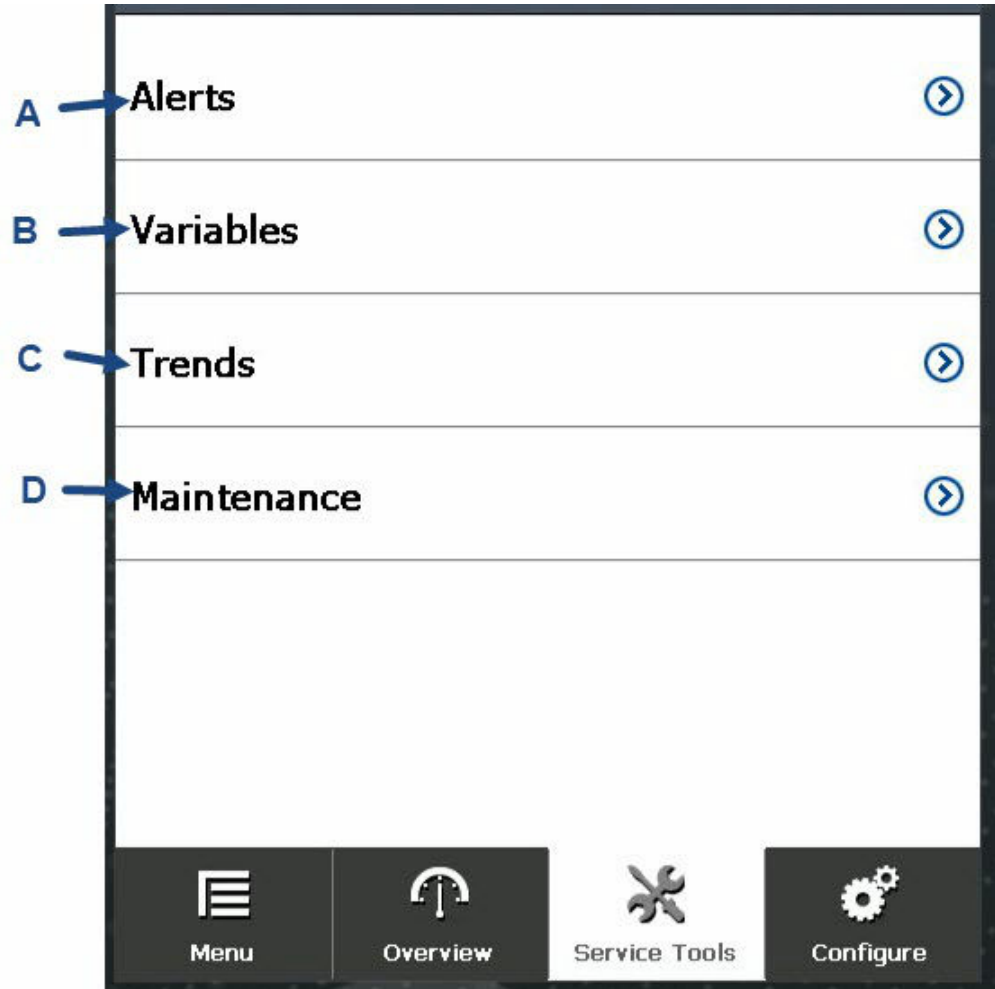 A Alerts
B Variables
C Trends
D Maintenance
Menu Overview Service Tools Configure